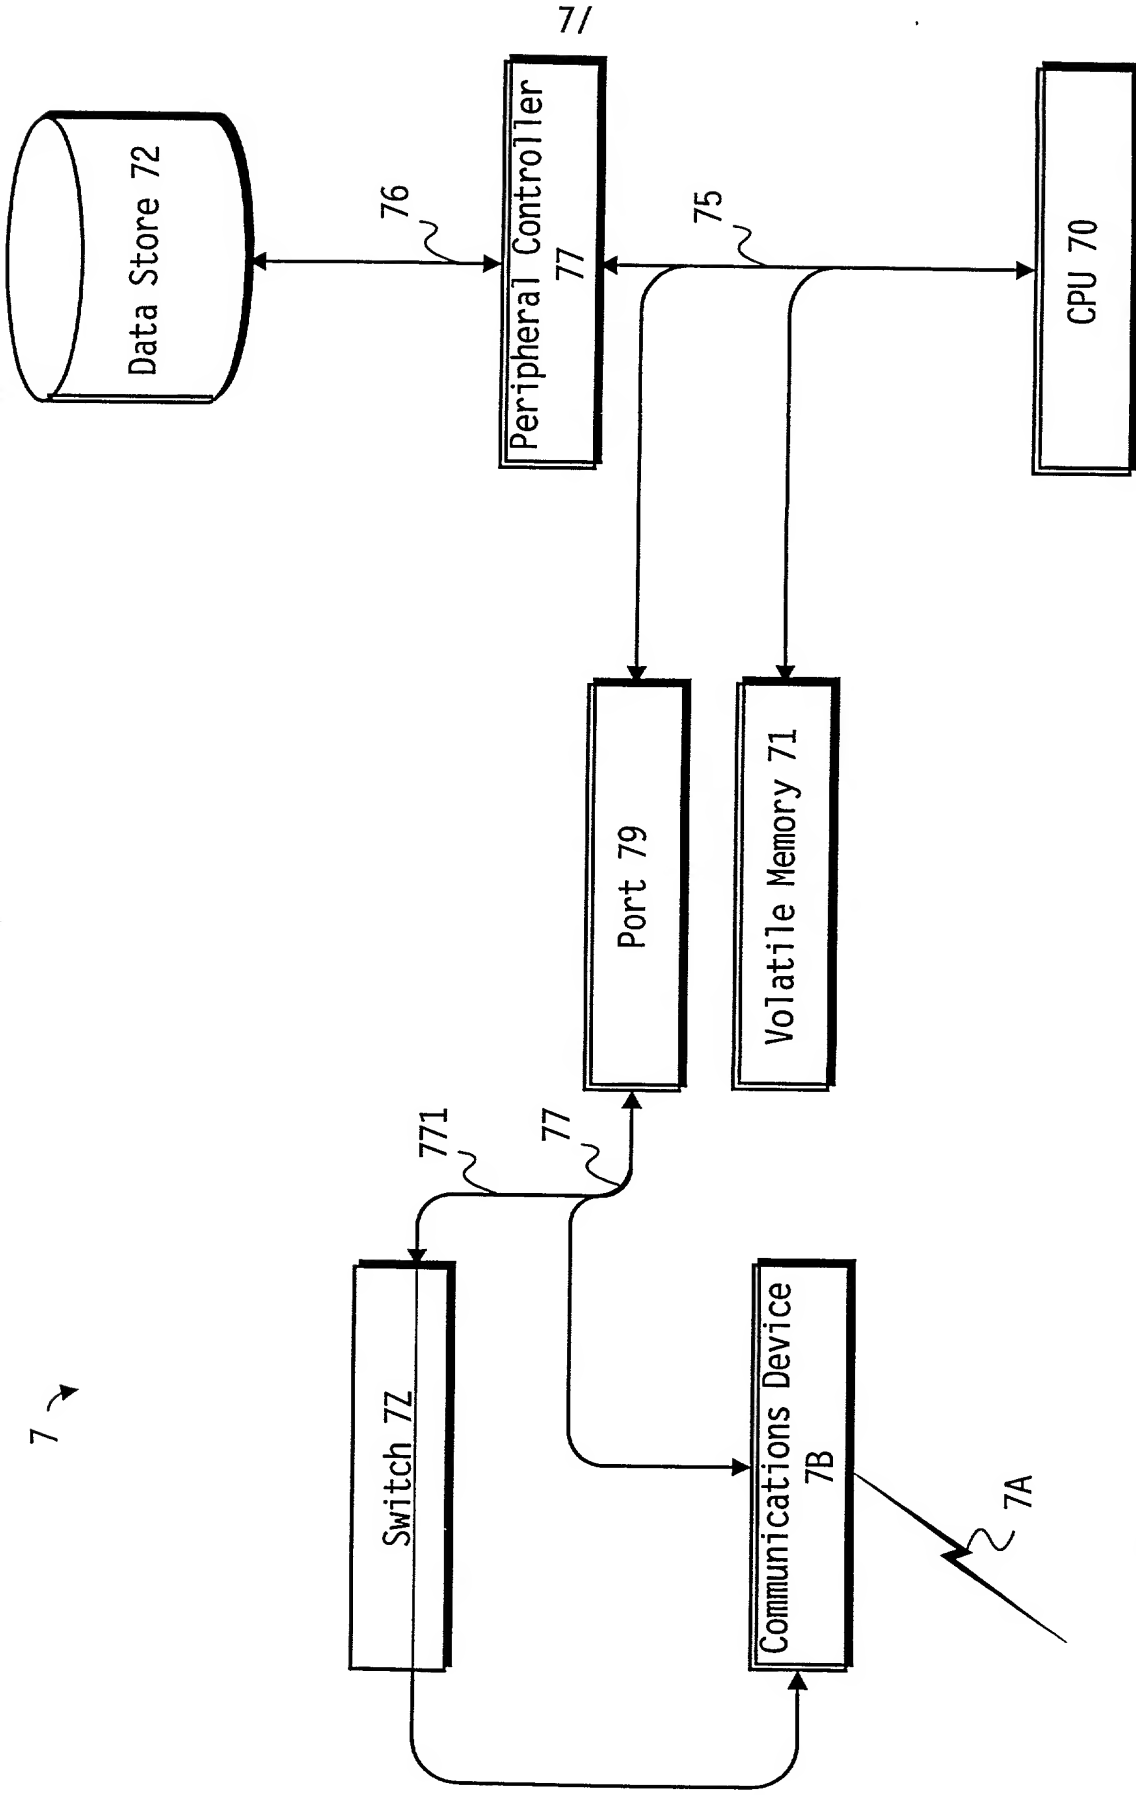 7/
7
Switch 7Z
771
77
Communications Device
7B
7A
Port 79
Volatile Memory 71
Data Store 72
76
Peripheral Controller
77
75
CPU 70